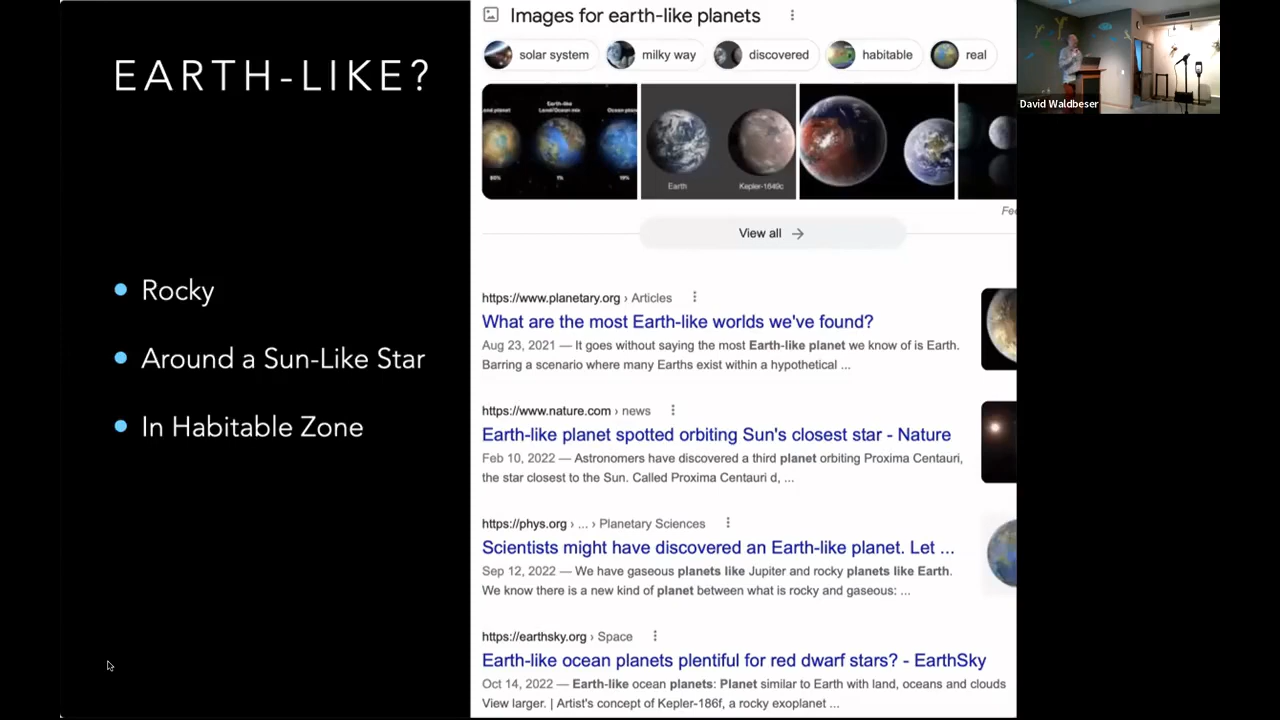 EARTH-LIKE?
Rocky
Around a Sun-Like Star
In Habitable Zone
Images for earth-like planets
solar system
milky way
discovered
habitable
real
Earth-like
Earth
Kepler-1649c
View all
https://www.planetary.org › Articles
What are the most Earth-like worlds we've found?
Aug 23, 2021 — It goes without saying the most Earth-like planet we know of is Earth.
Barring a scenario where many Earths exist within a hypothetical ...
https://www.nature.com › news
Earth-like planet spotted orbiting Sun's closest star - Nature
Feb 10, 2022 — Astronomers have discovered a third planet orbiting Proxima Centauri,
the star closest to the Sun. Called Proxima Centauri d, ...
https://phys.org › ... › Planetary Sciences
Scientists might have discovered an Earth-like planet. Let ...
Sep 12, 2022 — We have gaseous planets like Jupiter and rocky planets like Earth.
We know there is a new kind of planet between what is rocky and gaseous: ...
https://earthsky.org › Space
Earth-like ocean planets plentiful for red dwarf stars? - EarthSky
Oct 14, 2022 — Earth-like ocean planets: Planet similar to Earth with land, oceans and clouds
View larger. | Artist's concept of Kepler-186f, a rocky exoplanet ...
David Waldbeser